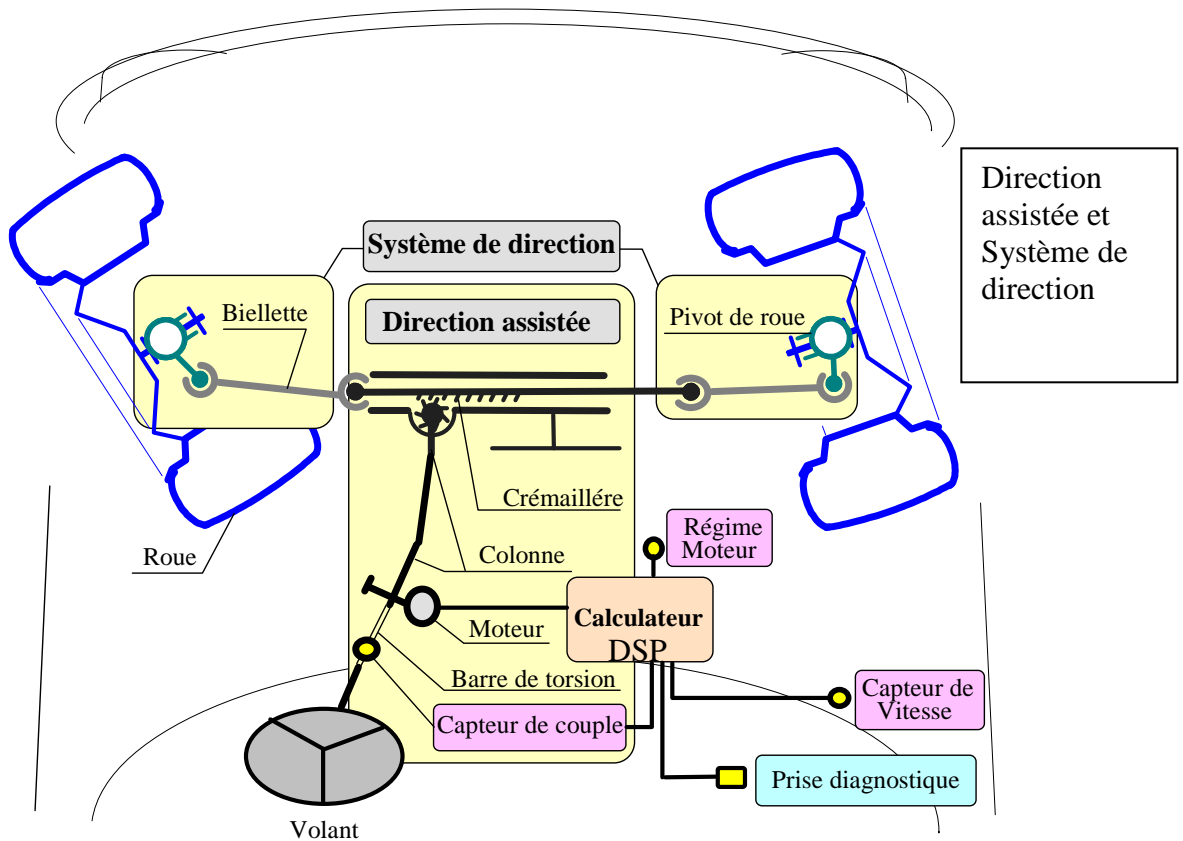 Direction
assistée et
Système de
direction
Système de direction
Biellette
Direction assistée
Pivot de roue
Crémaillére
Régime
Moteur
Roue
Colonne
Calculateur
DSP
Moteur
Barre de torsion
Capteur de
Vitesse
Capteur de couple
Prise diagnostique
Volant